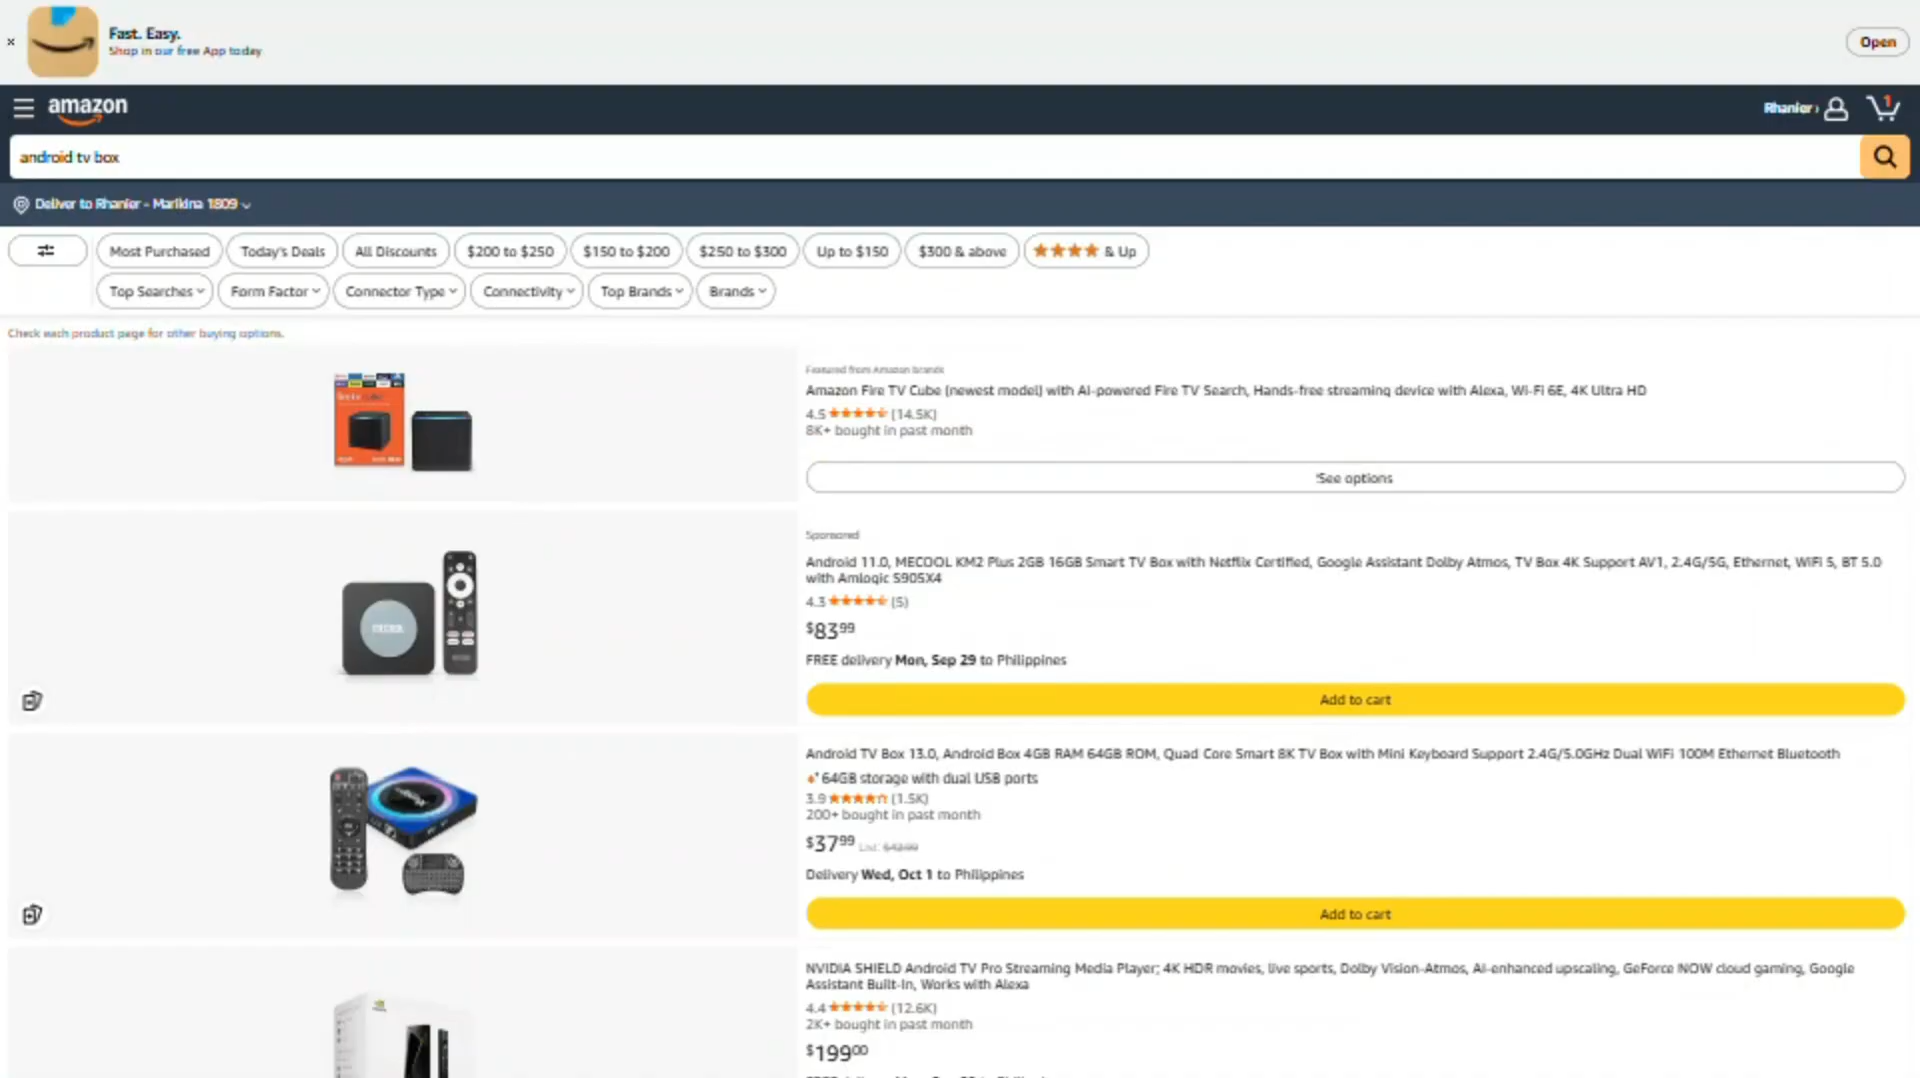 Fast. Easy.
Shop in our free App today
Open
amazon
Rhanier ›
1
android tv box
Deliver to Rhanier - Marikina 1809
Most Purchased
Today's Deals
All Discounts
$200 to $250
$150 to $200
$250 to $300
Up to $150
$300 & above
& Up
Top Searches
Form Factor
Connector Type
Connectivity
Top Brands
Brands
Check each product page for other buying options.
Featured from Amazon brands
Amazon Fire TV Cube (newest model) with AI-powered Fire TV Search, Hands-free streaming device with Alexa, Wi-Fi 6E, 4K Ultra HD
4.5 (14.5K)
8K+ bought in past month
See options
Sponsored
Android 11.0, MECOOL KM2 Plus 2GB 16GB Smart TV Box with Netflix Certified, Google Assistant Dolby Atmos, TV Box 4K Support AV1, 2.4G/5G, Ethernet, WiFi 5, BT 5.0
with Amlogic S905X4
4.3 (5)
$83 99
FREE delivery Mon, Sep 29 to Philippines
Add to cart
Android TV Box 13.0, Android Box 4GB RAM 64GB ROM, Quad Core Smart 8K TV Box with Mini Keyboard Support 2.4G/5.0GHz Dual WiFi 100M Ethernet Bluetooth
64GB storage with dual USB ports
3.9 (1.5K)
200+ bought in past month
$37 99 List: $42.99
Delivery Wed, Oct 1 to Philippines
Add to cart
NVIDIA SHIELD Android TV Pro Streaming Media Player; 4K HDR movies, live sports, Dolby Vision-Atmos, AI-enhanced upscaling, GeForce NOW cloud gaming, Google
Assistant Built-In, Works with Alexa
4.4 (12.6K)
2K+ bought in past month
$199 00